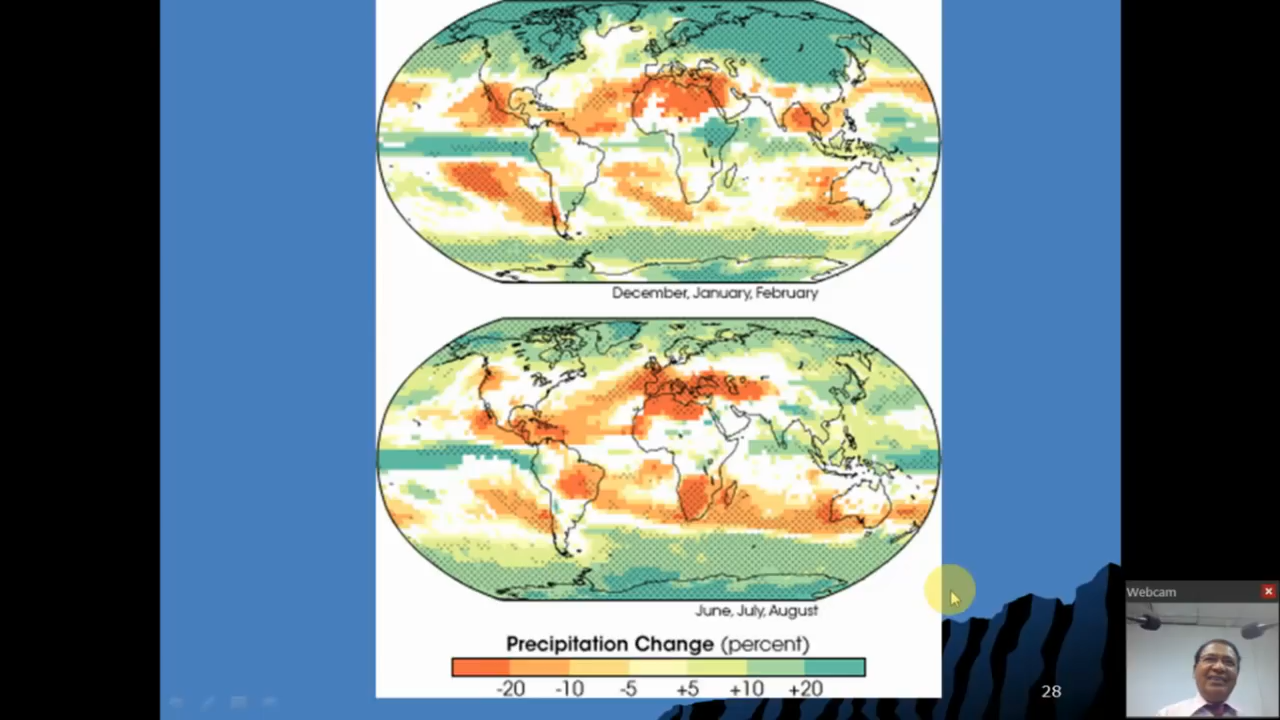 December, January, February
June, July, August
Precipitation Change (percent)
-20 -10 -5 +5 +10 +20
28
Webcam